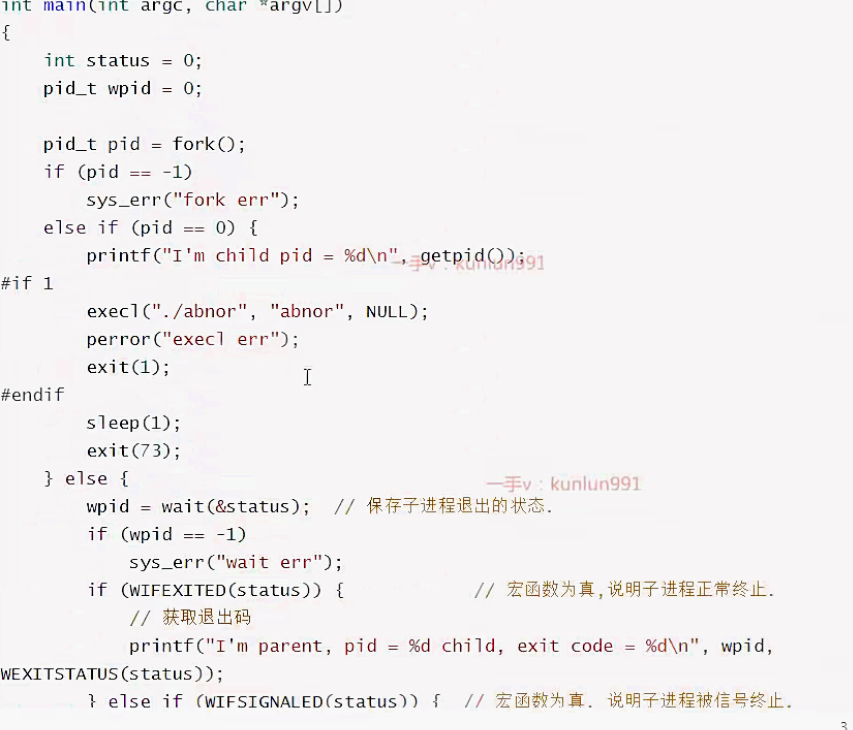 int main(int argc, char *argv[])
{
    int status = 0;
    pid_t wpid = 0;

    pid_t pid = fork();
    if (pid == -1)
        sys_err("fork err");
    else if (pid == 0) {
        printf("I'm child pid = %d\n", getpid());
一手v：kunlun991
#if 1
        execl("./abnor", "abnor", NULL);
        perror("execl err");
        exit(1);
#endif
        sleep(1);
        exit(73);
    } else {
一手v：kunlun991
        wpid = wait(&status);  // 保存子进程退出的状态.
        if (wpid == -1)
            sys_err("wait err");
        if (WIFEXITED(status)) {            // 宏函数为真,说明子进程正常终止.
            // 获取退出码
            printf("I'm parent, pid = %d child, exit code = %d\n", wpid,
WEXITSTATUS(status));
        } else if (WIFSIGNALED(status)) {  // 宏函数为真. 说明子进程被信号终止.
3